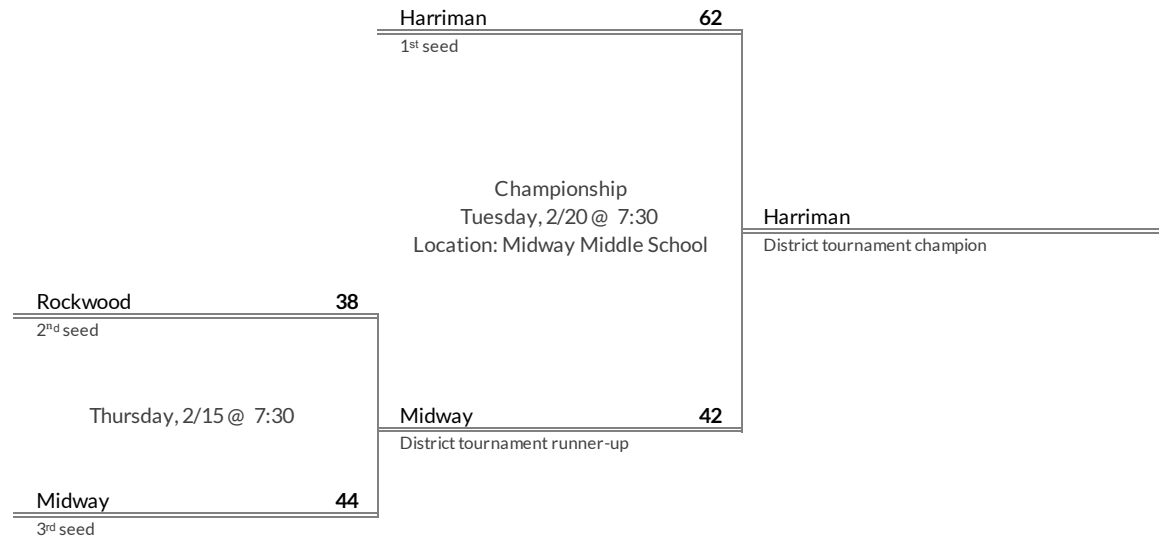 Harriman 62
1st seed
Championship
Tuesday, 2/20 @ 7:30
Location: Midway Middle School
Harriman
District tournament champion
Rockwood 38
2nd seed
Thursday, 2/15 @ 7:30
Midway 42
District tournament runner-up
Midway 44
3rd seed